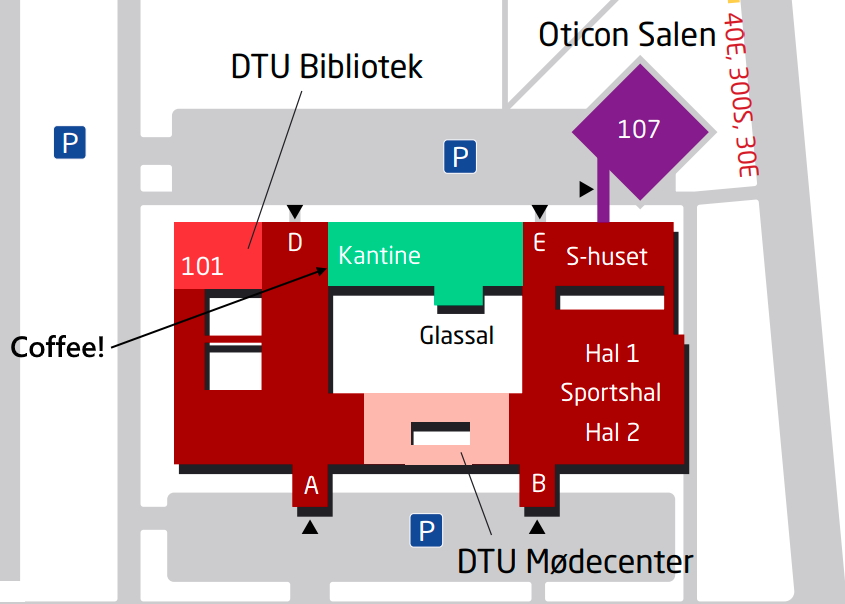 Oticon Salen
40E, 300S, 30E
DTU Bibliotek
P
P
107
D
E
Kantine
S-huset
101
Glassal
Coffee!
Hal 1
Sportshal
Hal 2
A
B
P
DTU Mødecenter